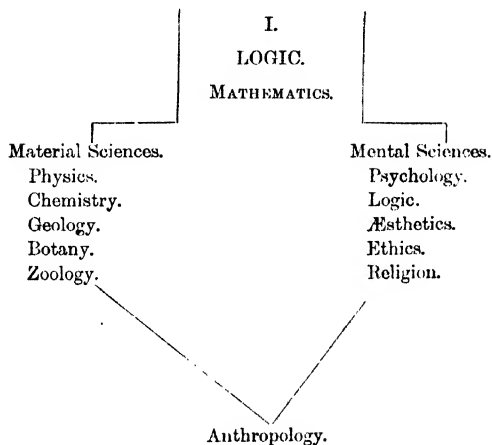 I.
LOGIC.
MATHEMATICS.
Material Sciences.
Physics.
Chemistry.
Geology.
Botany.
Zoology.
Mental Sciences.
Psychology.
Logic.
Æsthetics.
Ethics.
Religion.
Anthropology.